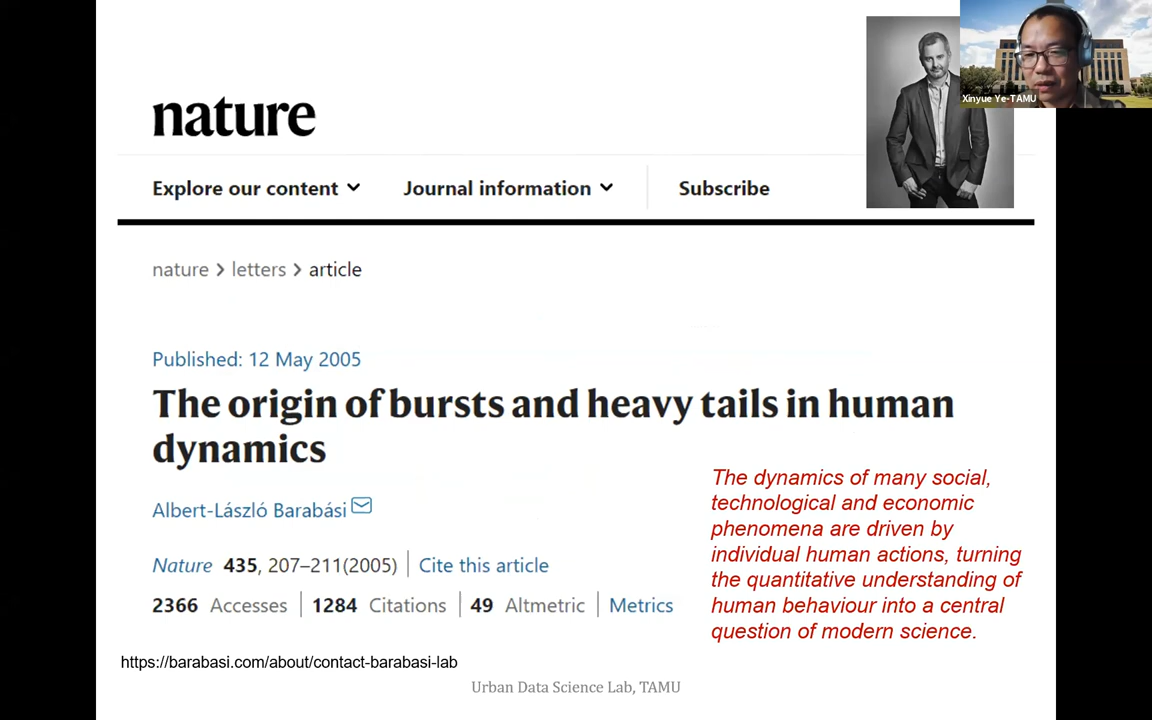 Xinyue Ye-TAMU
nature
Explore our content
Journal information
Subscribe
nature > letters > article
Published: 12 May 2005
The origin of bursts and heavy tails in human
dynamics
Albert-László Barabási
Nature 435, 207–211(2005) | Cite this article
2366 Accesses | 1284 Citations | 49 Altmetric | Metrics
The dynamics of many social,
technological and economic
phenomena are driven by
individual human actions, turning
the quantitative understanding of
human behaviour into a central
question of modern science.
https://barabasi.com/about/contact-barabasi-lab
Urban Data Science Lab, TAMU